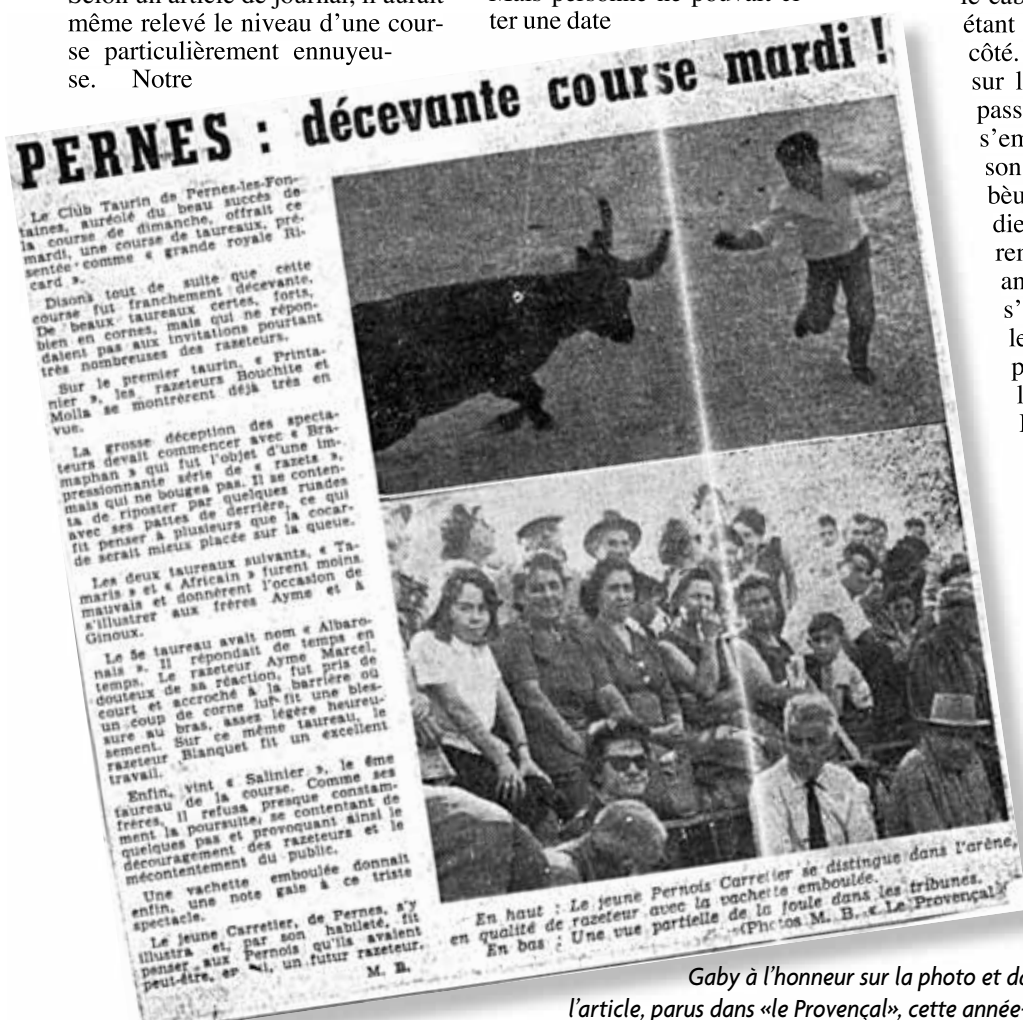 même relevé le niveau d'une cour-
se particulièrement ennuyeu-
se. Notre
ter une date
étant
côté.
sur l
pass
s'em
son
bèu
die
ren
an
s'
le
p
l
PERNES : décevante course mardi !
Le Club Taurin de Pernes-les-Fon-
taines, auréolé du beau succès de
la course de dimanche, offrait ce
mardi, une course de taureaux, pré-
sentée comme « grande royale Ri-
card ».
Disons tout de suite que cette
course fut franchement décevante.
De beaux taureaux certes, forts,
bien en cornes, mais qui ne répon-
daient pas aux invitations pourtant
très nombreuses des razeteurs.
Sur le premier taurin, « Printa-
nier », les razeteurs Bouchite et
Molla se montrèrent déjà très en
vue.
La grosse déception des specta-
teurs devait commencer avec « Bra-
maphan » qui fut l'objet d'une im-
pressionnante série de « razets »,
mais qui ne bougea pas. Il se conten-
ta de riposter par quelques ruades
avec ses pattes de derrière, ce qui
fit penser à plusieurs que la cocar-
de serait mieux placée sur la queue.
Les deux taureaux suivants, « Ta-
maris » et « Africain » furent moins
mauvais et donnèrent l'occasion de
s'illustrer aux frères Ayme et à
Ginoux.
Le 5e taureau avait nom « Albaro-
nais ». Il répondait de temps en
temps. Le razeteur Ayme Marcel,
douteux de sa réaction, fut pris de
court et accroché à la barrière où
un coup de corne lui fit une bles-
sure au bras, asses légère heureu-
sement. Sur ce même taureau, le
razeteur Blanquet fit un excellent
travail.
Enfin, vint « Salinier », le 6me
taureau de la course. Comme ses
frères, il refusa presque constam-
ment la poursuite, se contentant de
quelques pas et provoquant ainsi le
découragement des razeteurs et le
mécontentement du public.
Une vachette emboulée donnait
enfin, une note gaie à ce triste
spectacle.
Le jeune Carretier, de Pernes, s'y
illustra et, par son habileté, fit
penser aux Pernois qu'ils avaient
peut-être, un futur razeteur.
M. B.
En haut : Le jeune Pernois Carretier se distingue dans l'arène,
en qualité de razeteur avec la vachette emboulée.
En bas : Une vue partielle de la foule dans les tribunes.
(Photos M. B. « Le Provençal »)
Gaby à l'honneur sur la photo et da
l'article, parus dans «le Provençal», cette année-